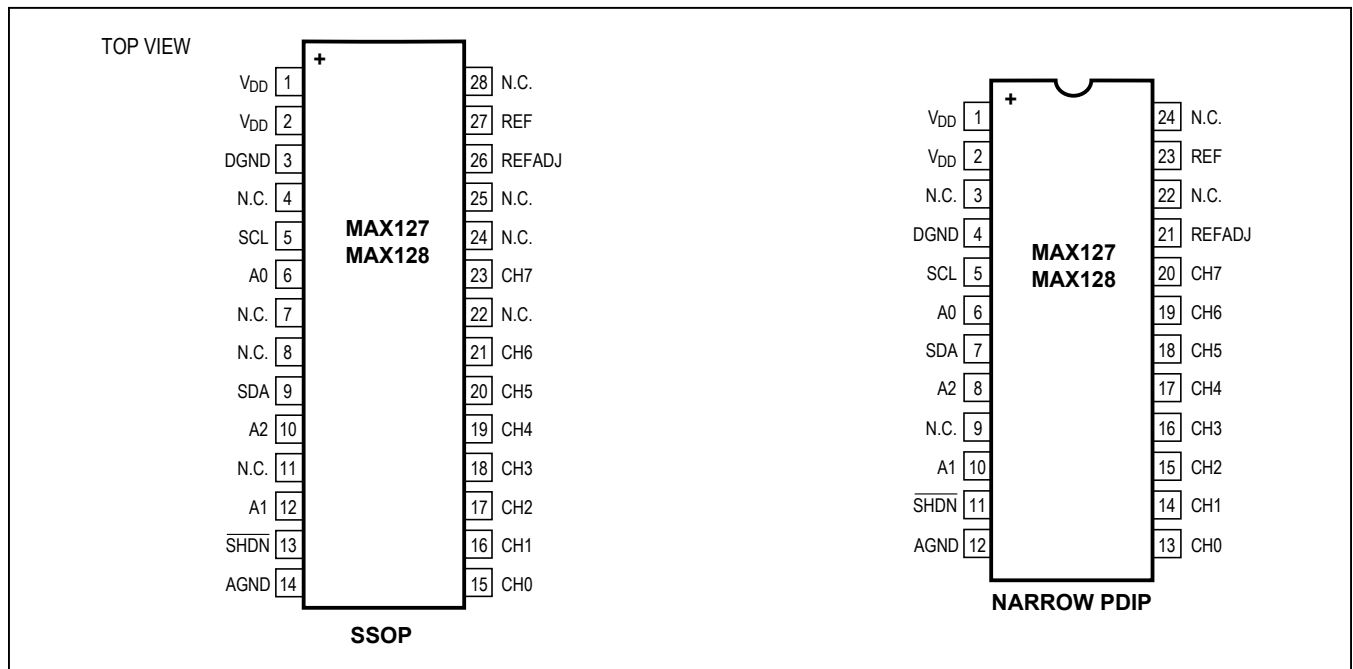 TOP VIEW
+
VDD 1
VDD 2
DGND 3
N.C. 4
SCL 5
A0 6
N.C. 7
N.C. 8
SDA 9
A2 10
N.C. 11
A1 12
SHDN 13
AGND 14
MAX127
MAX128
28 N.C.
27 REF
26 REFADJ
25 N.C.
24 N.C.
23 CH7
22 N.C.
21 CH6
20 CH5
19 CH4
18 CH3
17 CH2
16 CH1
15 CH0
SSOP
+
VDD 1
VDD 2
N.C. 3
DGND 4
SCL 5
A0 6
SDA 7
A2 8
N.C. 9
A1 10
SHDN 11
AGND 12
MAX127
MAX128
24 N.C.
23 REF
22 N.C.
21 REFADJ
20 CH7
19 CH6
18 CH5
17 CH4
16 CH3
15 CH2
14 CH1
13 CH0
NARROW PDIP